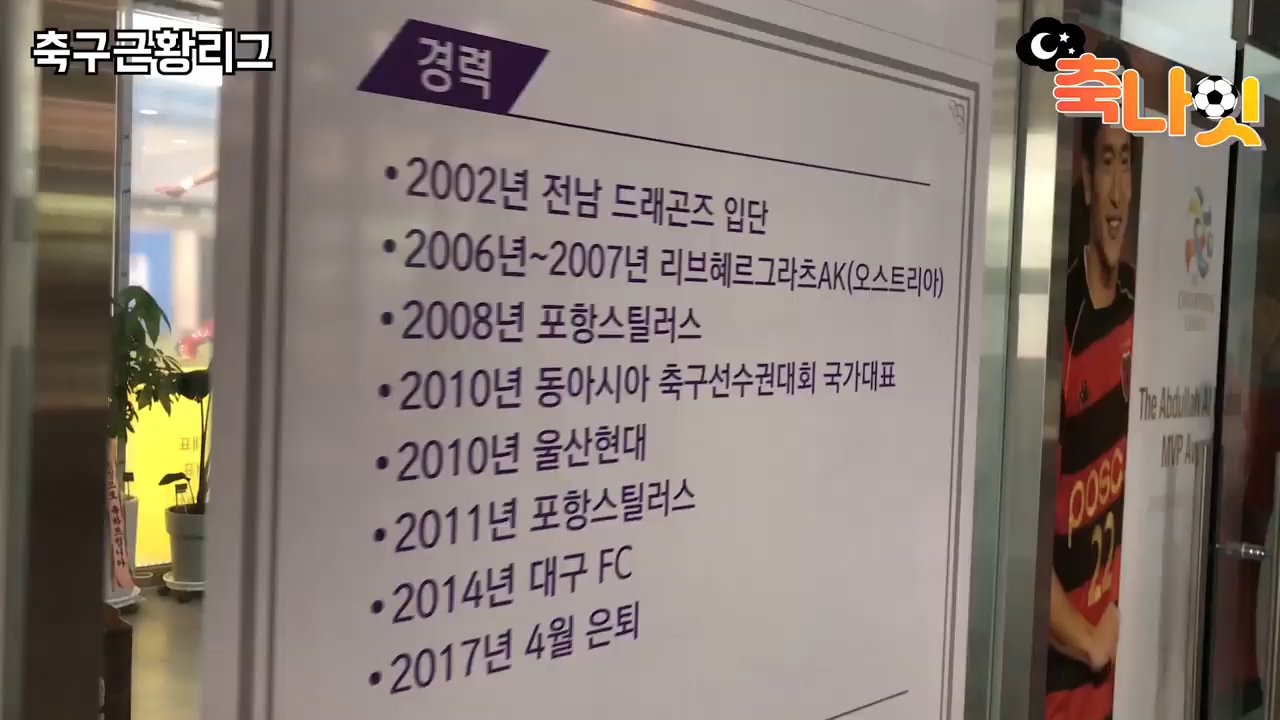 축구근황리그
축나잇
경력
•2002년 전남 드래곤즈 입단
•2006년~2007년 리브헤르그라츠AK(오스트리아)
•2008년 포항스틸러스
•2010년 동아시아 축구선수권대회 국가대표
•2010년 울산현대
•2011년 포항스틸러스
•2014년 대구 FC
•2017년 4월 은퇴
The Abdullah Al
MVP
posc
22